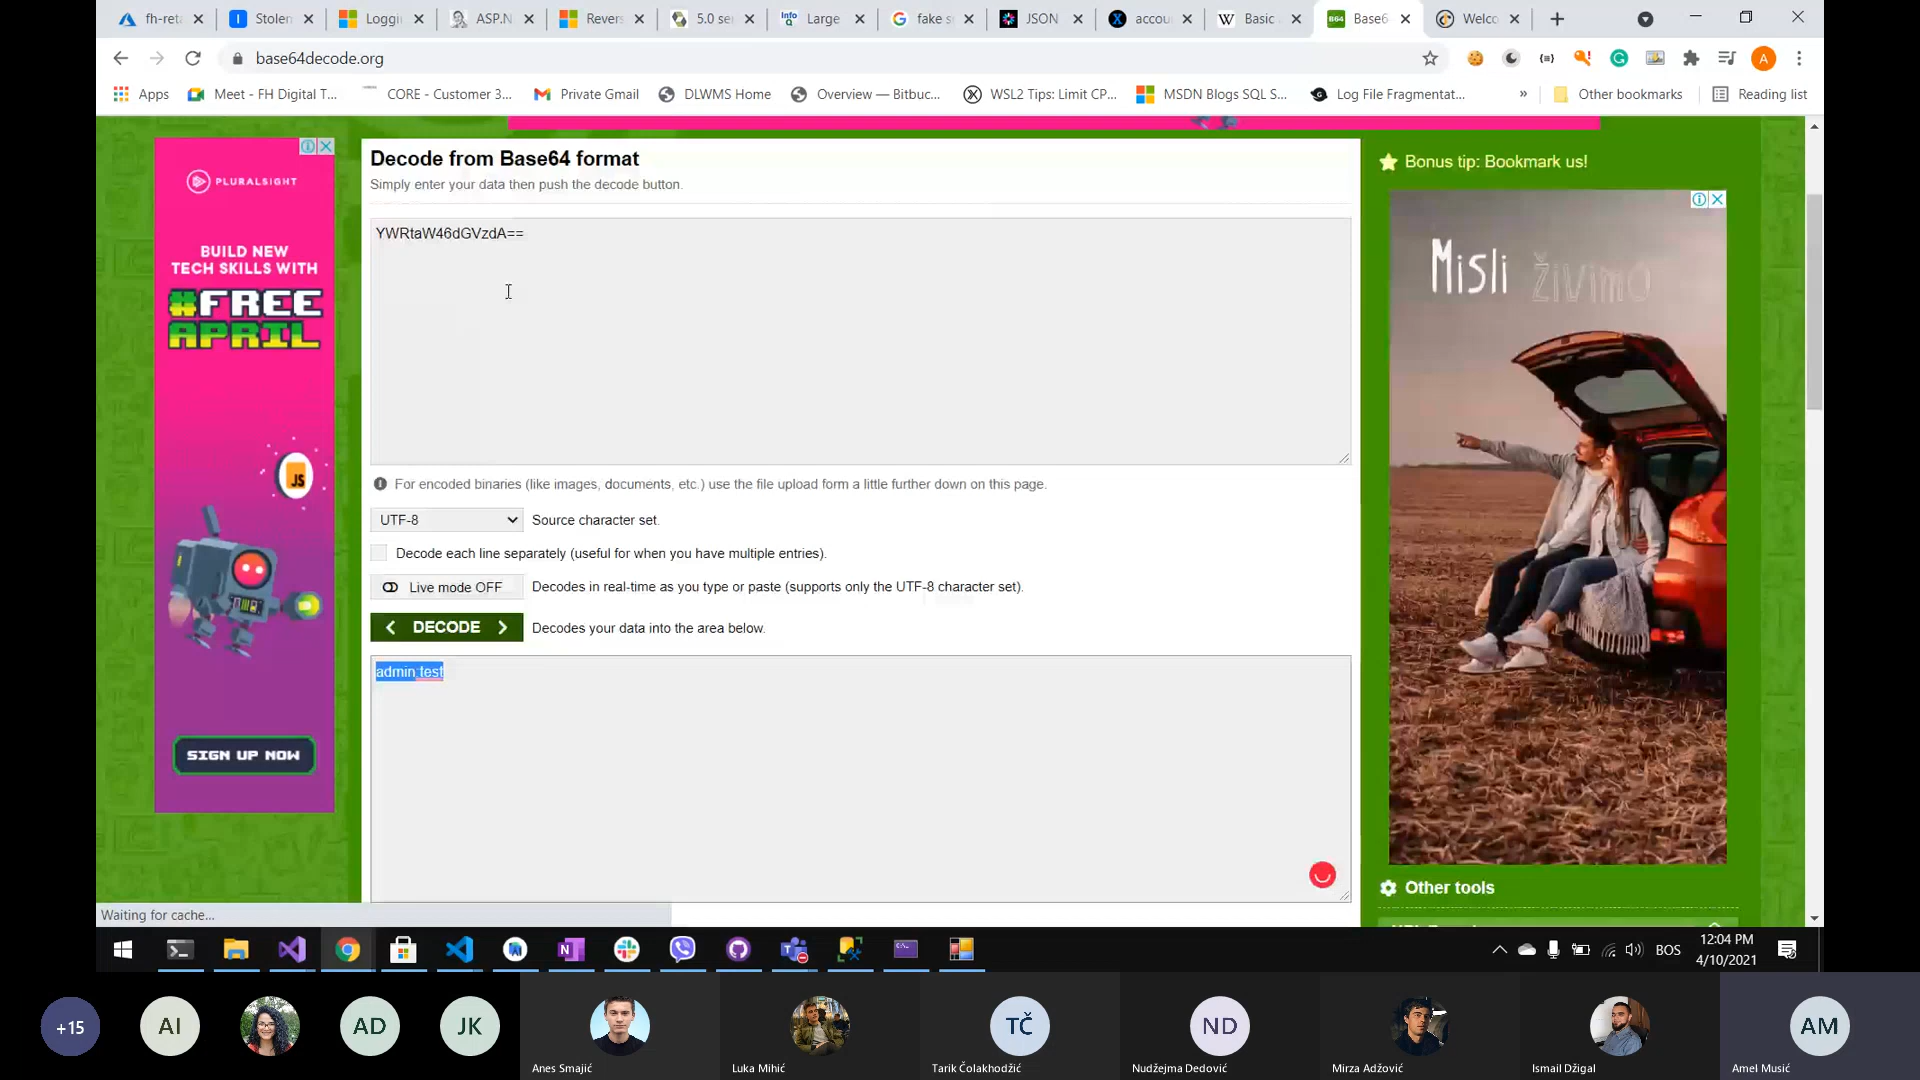 fh-reta
Stolen
Loggi
ASP.N
Revers
5.0 se
Large
fake s
JSON
accou
Basic
Base6
Welco
base64decode.org
Apps
Meet - FH Digital T...
CORE - Customer 3...
Private Gmail
DLWMS Home
Overview — Bitbuc...
WSL2 Tips: Limit CP...
MSDN Blogs SQL S...
Log File Fragmentat...
»
Other bookmarks
Reading list
PLURALSIGHT
BUILD NEW
TECH SKILLS WITH
#FREE
APRIL
JS
SIGN UP NOW
Decode from Base64 format
Simply enter your data then push the decode button.
YWRtaW46dGVzdA==
For encoded binaries (like images, documents, etc.) use the file upload form a little further down on this page.
UTF-8
Source character set.
Decode each line separately (useful for when you have multiple entries).
Live mode OFF
Decodes in real-time as you type or paste (supports only the UTF-8 character set).
DECODE
Decodes your data into the area below.
admin:test
Bonus tip: Bookmark us!
Misli živimo
Other tools
Waiting for cache...
BOS
12:04 PM
4/10/2021
+15
AI
AD
JK
Anes Smajić
Luka Mihić
TČ
Tarik Čolakhodžić
ND
Nudžejma Dedović
Mirza Adžović
Ismail Džigal
AM
Amel Musić